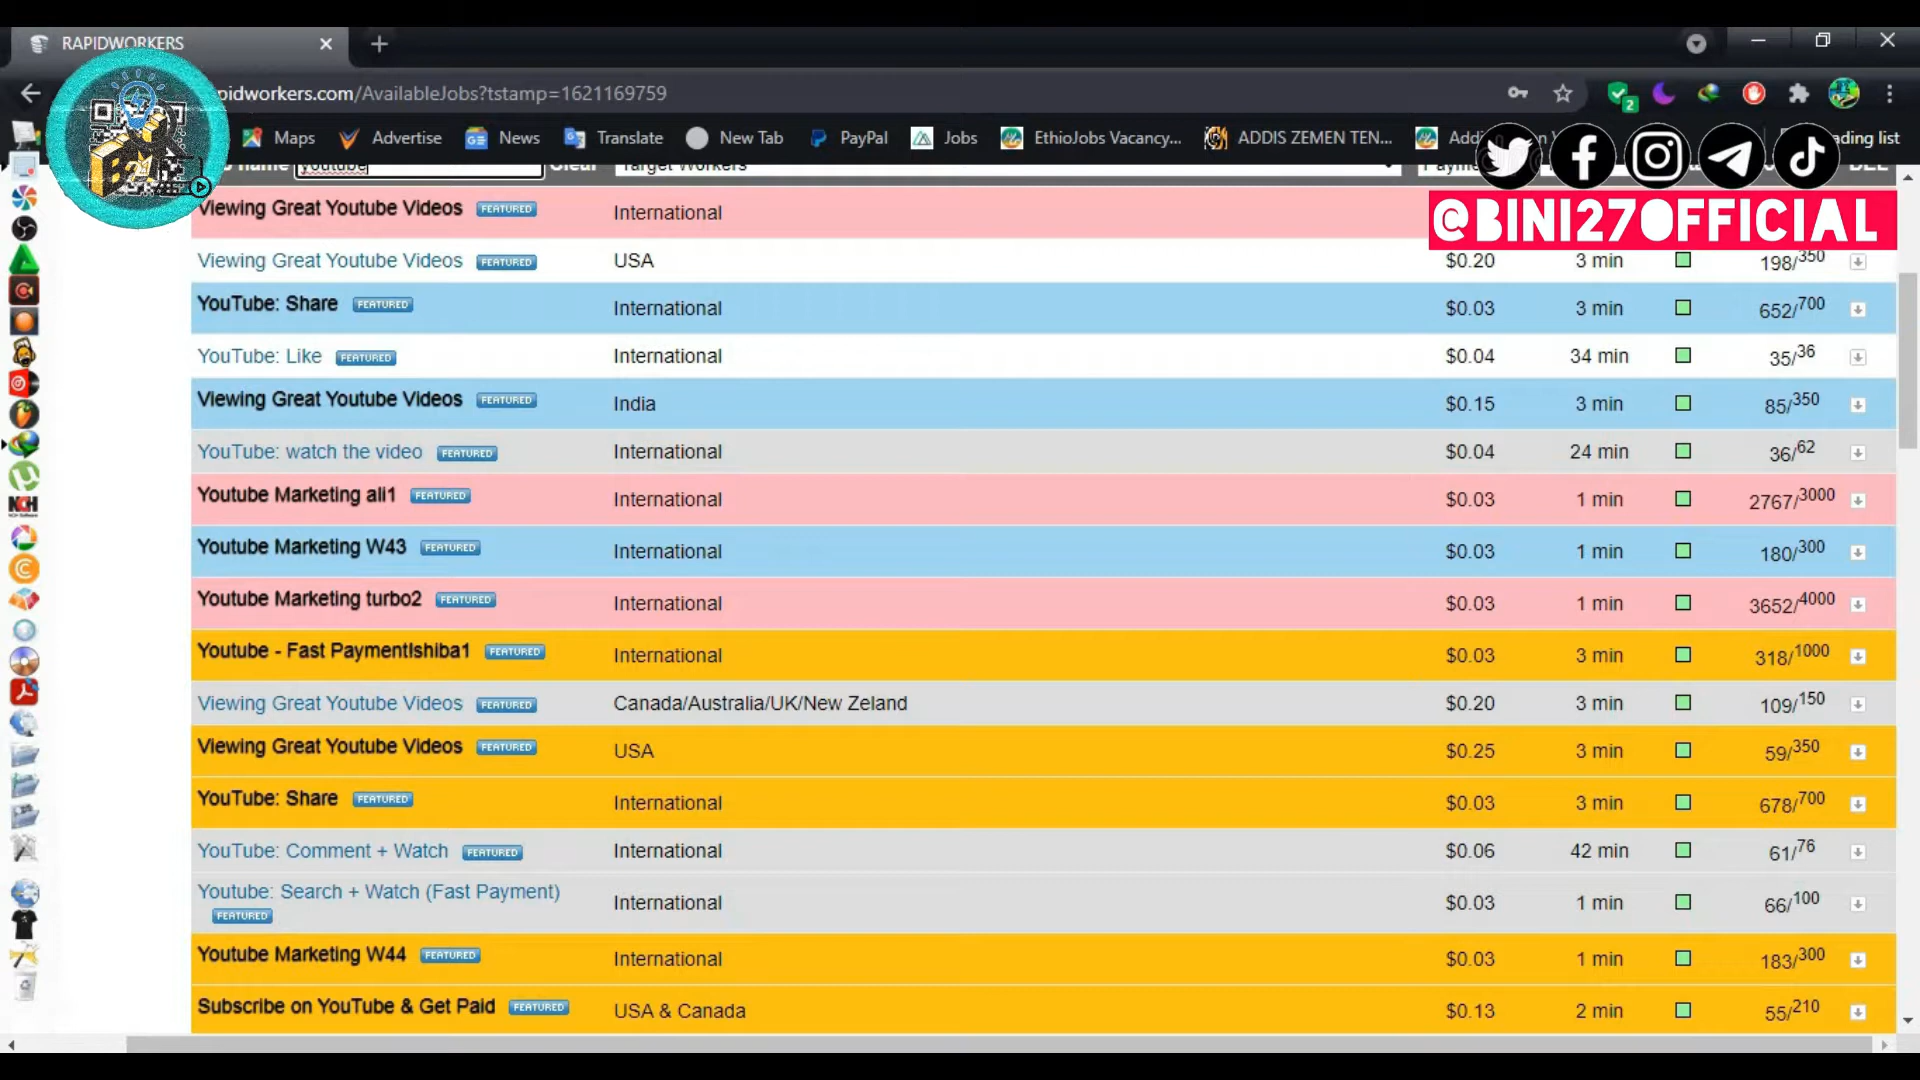 RAPIDWORKERS
pidworkers.com/AvailableJobs?tstamp=1621169759
2
Maps
Advertise
News
Translate
New Tab
PayPal
Jobs
EthioJobs Vacancy...
ADDIS ZEMEN TEN...
ading list
name youtube Clear Target Workers
@BINI27OFFICIAL
Viewing Great Youtube Videos FEATURED International
Viewing Great Youtube Videos FEATURED USA $0.20 3 min 198/350
YouTube: Share FEATURED International $0.03 3 min 652/700
YouTube: Like FEATURED International $0.04 34 min 35/36
Viewing Great Youtube Videos FEATURED India $0.15 3 min 85/350
YouTube: watch the video FEATURED International $0.04 24 min 36/62
Youtube Marketing ali1 FEATURED International $0.03 1 min 2767/3000
Youtube Marketing W43 FEATURED International $0.03 1 min 180/300
Youtube Marketing turbo2 FEATURED International $0.03 1 min 3652/4000
Youtube - Fast PaymentIshiba1 FEATURED International $0.03 3 min 318/1000
Viewing Great Youtube Videos FEATURED Canada/Australia/UK/New Zeland $0.20 3 min 109/150
Viewing Great Youtube Videos FEATURED USA $0.25 3 min 59/350
YouTube: Share FEATURED International $0.03 3 min 678/700
YouTube: Comment + Watch FEATURED International $0.06 42 min 61/76
Youtube: Search + Watch (Fast Payment) FEATURED International $0.03 1 min 66/100
Youtube Marketing W44 FEATURED International $0.03 1 min 183/300
Subscribe on YouTube & Get Paid FEATURED USA & Canada $0.13 2 min 55/210